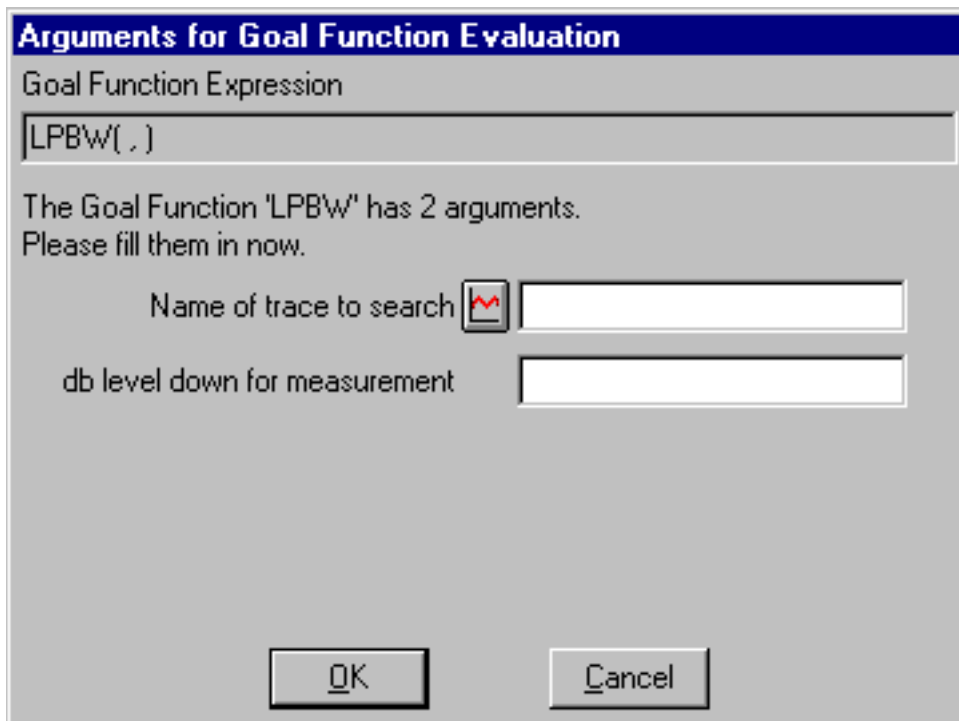 Arguments for Goal Function Evaluation
Goal Function Expression
LPBW( , )
The Goal Function 'LPBW' has 2 arguments.
Please fill them in now.
Name of trace to search
db level down for measurement
OK
Cancel